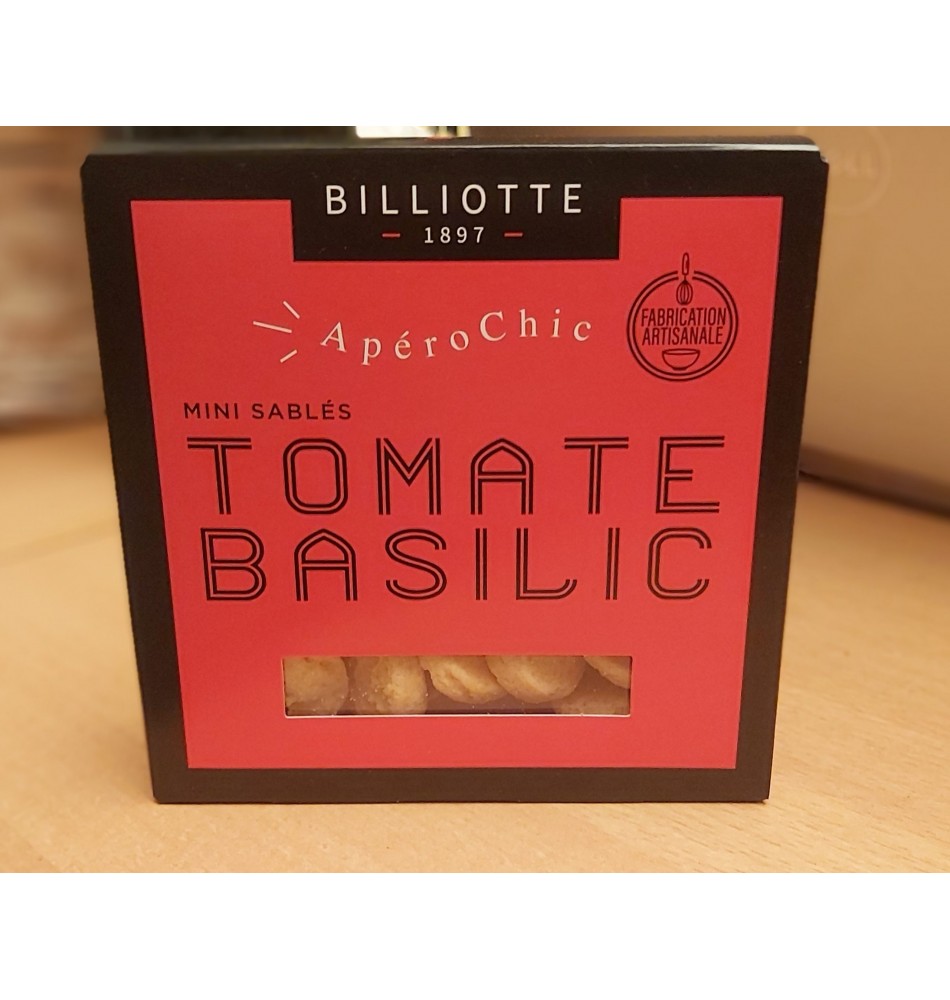 BILLIOTTE
– 1897 –
ApéroChic
FABRICATION
ARTISANALE
MINI SABLÉS
TOMATE
BASILIC